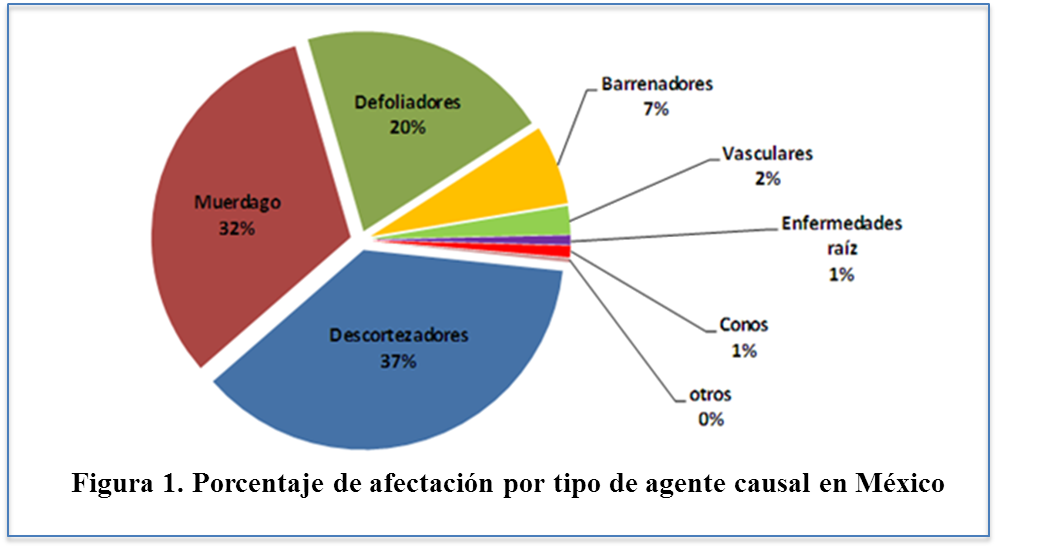 Barrenadores
7%
Defoliadores
20%
Vasculares
2%
Muerdago
32%
Enfermedades
raíz
1%
Conos
1%
Descortezadores
37%
otros
0%
Figura 1. Porcentaje de afectación por tipo de agente causal en México